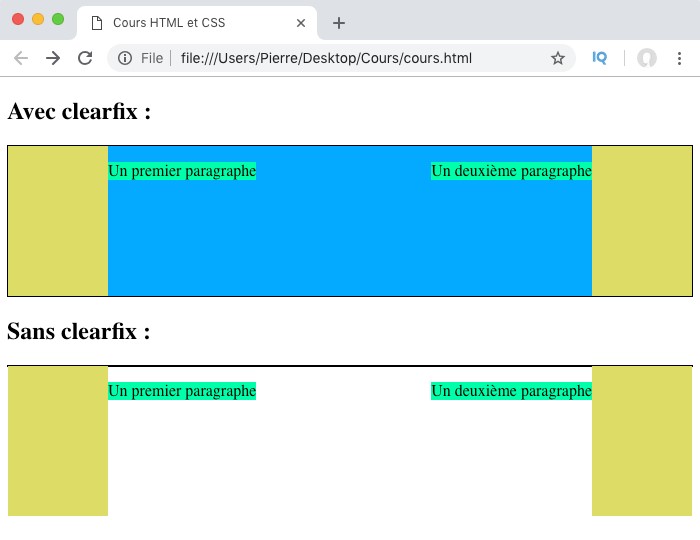 Cours HTML et CSS
File file:///Users/Pierre/Desktop/Cours/cours.html IQ
Avec clearfix :
Un premier paragraphe Un deuxième paragraphe
Sans clearfix :
Un premier paragraphe Un deuxième paragraphe